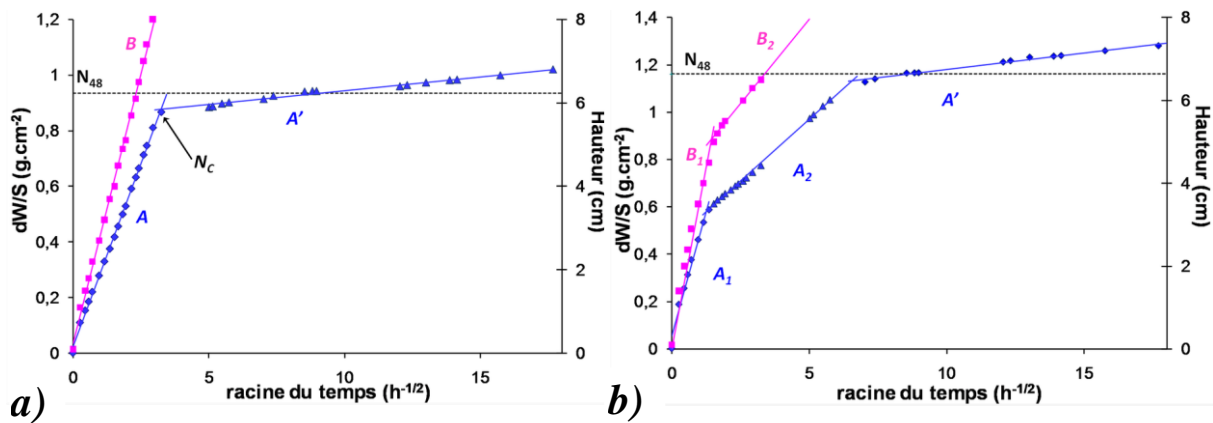 1,2
1
0,8
0,6
0,4
0,2
0
dW/S (g.cm-2)
N48
B
A
NC
A'
8
6
4
2
0
Hauteur (cm)
0 5 10 15
racine du temps (h-1/2)
a)
1,4
1,2
1
0,8
0,6
0,4
0,2
0
dW/S (g.cm-2)
N48
B2
B1
A2
A1
A'
8
6
4
2
0
Hauteur (cm)
0 5 10 15
racine du temps (h-1/2)
b)